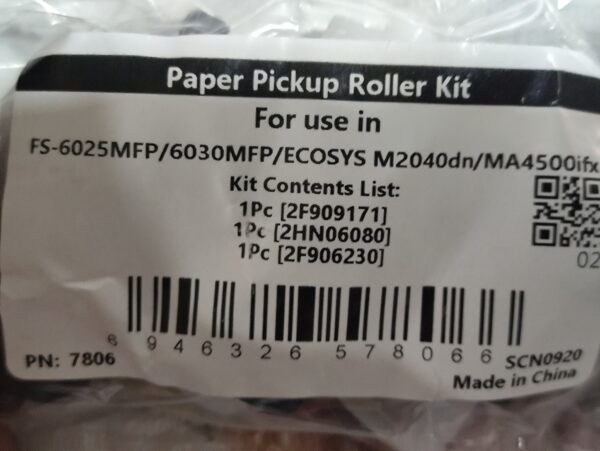 Paper Pickup Roller Kit
For use in
FS-6025MFP/6030MFP/ECOSYS M2040dn/MA4500ifx
Kit Contents List:
1Pc [2F909171]
1Pc [2HN06080]
1Pc [2F906230]
02
6 946326 578066
PN: 7806
SCN0920
Made in China